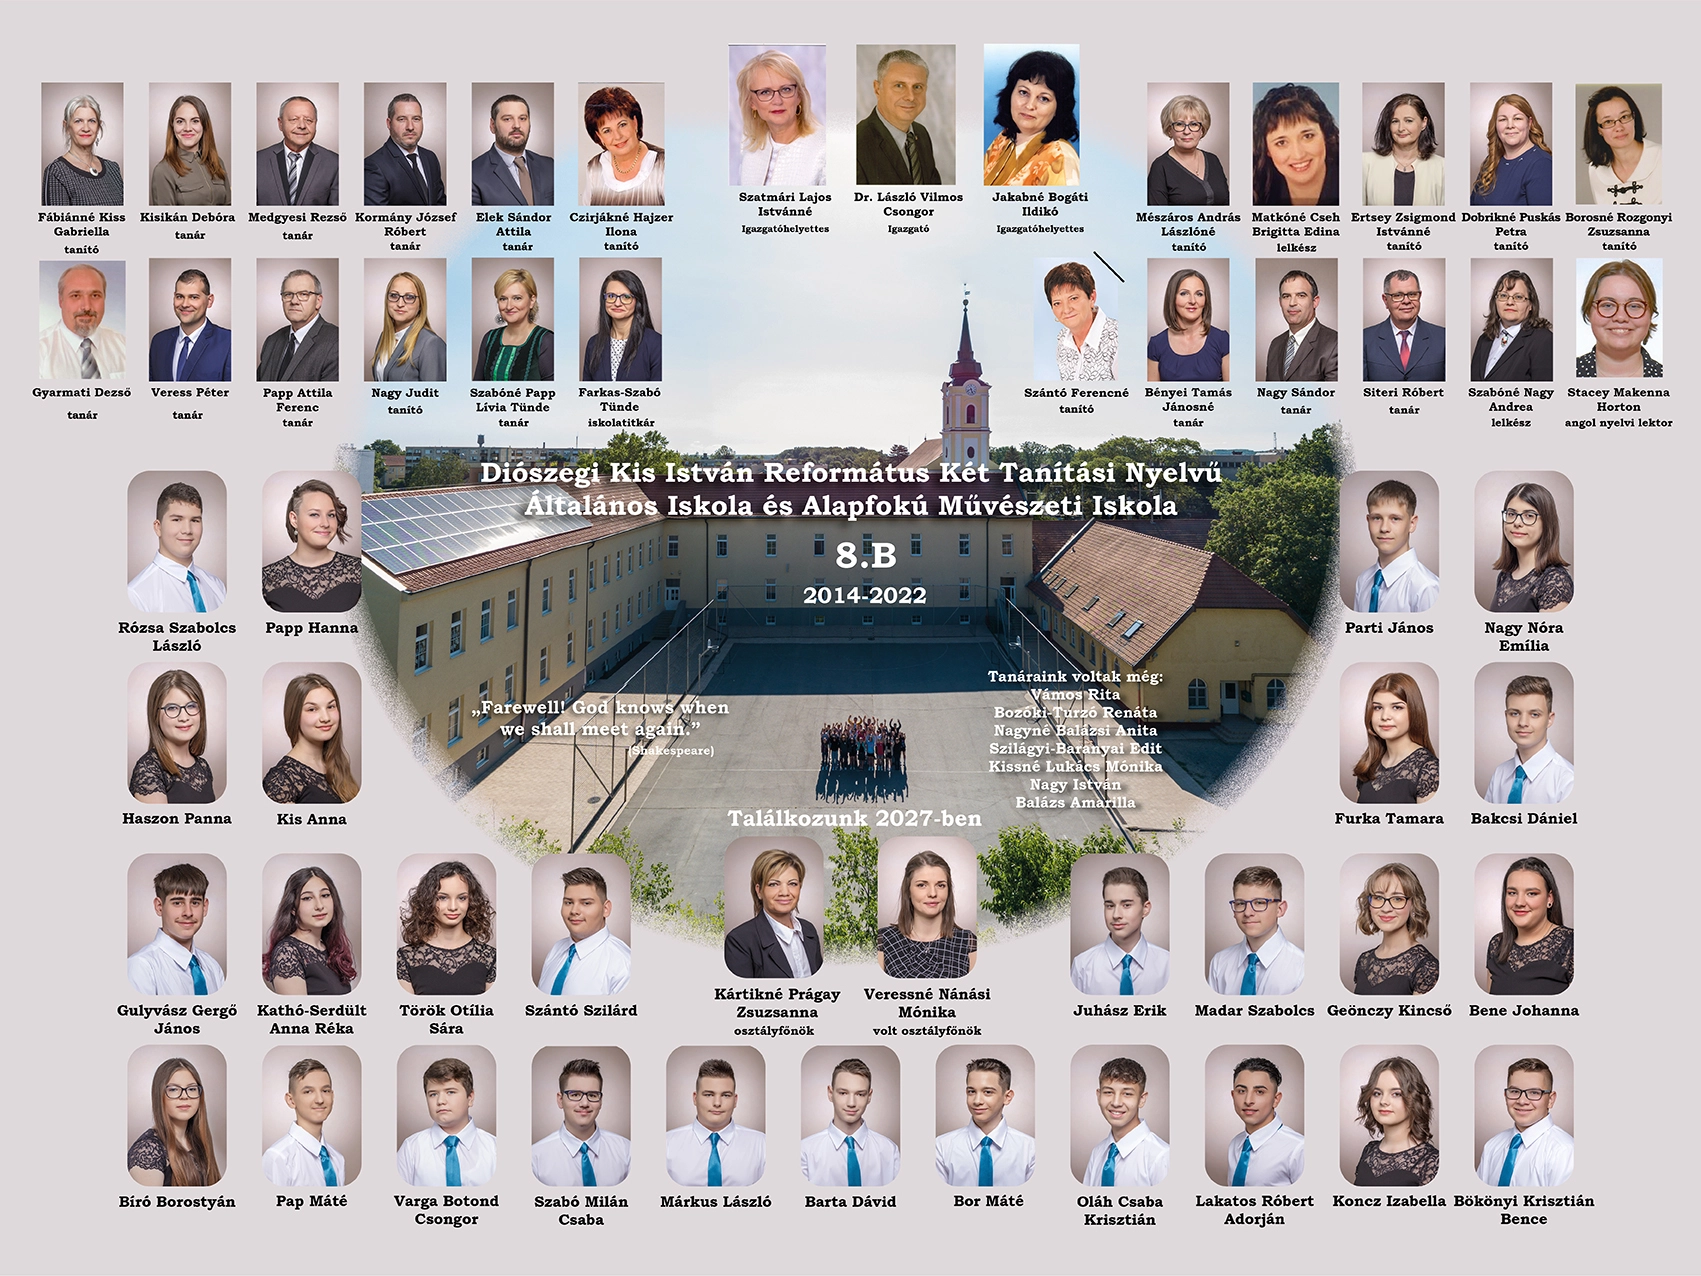 Szatmári Lajos
Istvánné
Igazgatóhelyettes
Dr. László Vilmos
Csongor
Igazgató
Jakabné Bogáti
Ildikó
Igazgatóhelyettes
Fábiánné Kiss
Gabriella
tanító
Kisikán Debóra
tanár
Medgyesi Rezső
tanár
Kormány József
Róbert
tanár
Elek Sándor
Attila
tanár
Czirjákné Hajzer
Ilona
tanító
Mészáros András
Lászlóné
tanító
Matkóné Cseh
Brigitta Edina
lelkész
Ertsey Zsigmond
Istvánné
tanító
Dobrikné Puskás
Petra
tanító
Borosné Rozgonyi
Zsuzsanna
tanító
Gyarmati Dezső
tanár
Veress Péter
tanár
Papp Attila
Ferenc
tanár
Nagy Judit
tanító
Szabóné Papp
Lívia Tünde
tanár
Farkas-Szabó
Tünde
iskolatitkár
Szántó Ferencné
tanító
Bényei Tamás
Jánosné
tanár
Nagy Sándor
tanár
Siteri Róbert
tanár
Szabóné Nagy
Andrea
lelkész
Stacey Makenna
Horton
angol nyelvi lektor
Diószegi Kis István Református Két Tanítási Nyelvű
Általános Iskola és Alapfokú Művészeti Iskola
8.B
2014-2022
Rózsa Szabolcs
László
Papp Hanna
Parti János
Nagy Nóra
Emília
„Farewell! God knows when
we shall meet again.”
(Shakespeare)
Tanáraink voltak még:
Vámos Rita
Bozóki-Turzó Renáta
Nagyné Balázsi Anita
Szilágyi-Baranyai Edit
Kissné Lukács Mónika
Nagy István
Balázs Amarilla
Találkozunk 2027-ben
Haszon Panna
Kis Anna
Furka Tamara
Bakcsi Dániel
Gulyvász Gergő
János
Kathó-Serdült
Anna Réka
Török Otília
Sára
Szántó Szilárd
Kártikné Prágay
Zsuzsanna
osztályfőnök
Veressné Nánási
Mónika
volt osztályfőnök
Juhász Erik
Madar Szabolcs
Geönczy Kincső
Bene Johanna
Bíró Borostyán
Pap Máté
Varga Botond
Csongor
Szabó Milán
Csaba
Márkus László
Barta Dávid
Bor Máté
Oláh Csaba
Krisztián
Lakatos Róbert
Adorján
Koncz Izabella
Bökönyi Krisztián
Bence